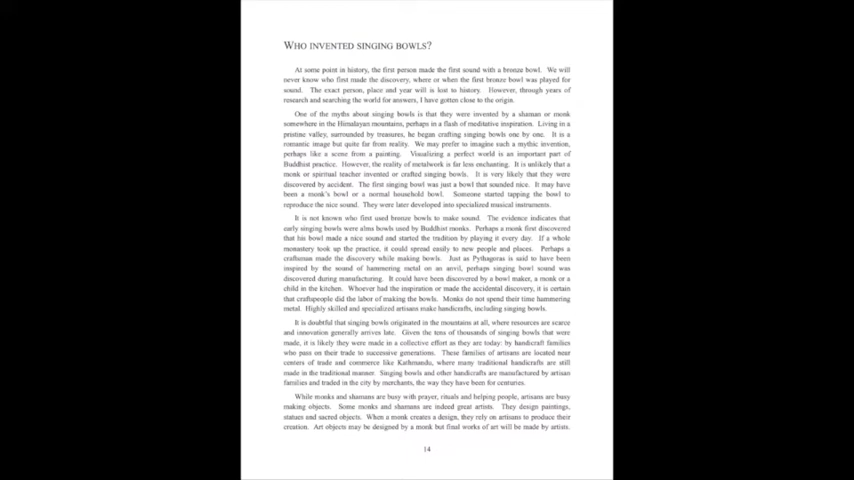 WHO INVENTED SINGING BOWLS?
At some point in history, the first person made the first sound with a bronze bowl. We will
never know who first made the discovery, where or when the first bronze bowl was played for
sound. The exact person, place and year will is lost to history. However, through years of
research and searching the world for answers, I have gotten close to the origin.
One of the myths about singing bowls is that they were invented by a shaman or monk
somewhere in the Himalayan mountains, perhaps in a flash of meditative inspiration. Living in a
pristine valley, surrounded by treasures, he began crafting singing bowls one by one. It is a
romantic image but quite far from reality. We may prefer to imagine such a mythic invention,
perhaps like a scene from a painting. Visualizing a perfect world is an important part of
Buddhist practice. However, the reality of metalwork is far less enchanting. It is unlikely that a
monk or spiritual teacher invented or crafted singing bowls. It is very likely that they were
discovered by accident. The first singing bowl was just a bowl that sounded nice. It may have
been a monk's bowl or a normal household bowl. Someone started tapping the bowl to
reproduce the nice sound. They were later developed into specialized musical instruments.
It is not known who first used bronze bowls to make sound. The evidence indicates that
early singing bowls were alms bowls used by Buddhist monks. Perhaps a monk first discovered
that his bowl made a nice sound and started the tradition by playing it every day. If a whole
monastery took up the practice, it could spread easily to new people and places. Perhaps a
craftsman made the discovery while making bowls. Just as Pythagoras is said to have been
inspired by the sound of hammering metal on an anvil, perhaps singing bowl sound was
discovered during manufacturing. It could have been discovered by a bowl maker, a monk or a
child in the kitchen. Whoever had the inspiration or made the accidental discovery, it is certain
that craftspeople did the labor of making the bowls. Monks do not spend their time hammering
metal. Highly skilled and specialized artisans make handicrafts, including singing bowls.
It is doubtful that singing bowls originated in the mountains at all, where resources are scarce
and innovation generally arrives late. Given the tens of thousands of singing bowls that were
made, it is likely they were made in a collective effort as they are today: by handicraft families
who pass on their trade to successive generations. These families of artisans are located near
centers of trade and commerce like Kathmandu, where many traditional handicrafts are still
made in the traditional manner. Singing bowls and other handicrafts are manufactured by artisan
families and traded in the city by merchants, the way they have been for centuries.
While monks and shamans are busy with prayer, rituals and helping people, artisans are busy
making objects. Some monks and shamans are indeed great artists. They design paintings,
statues and sacred objects. When a monk creates a design, they rely on artisans to produce their
creation. Art objects may be designed by a monk but final works of art will be made by artists.
14